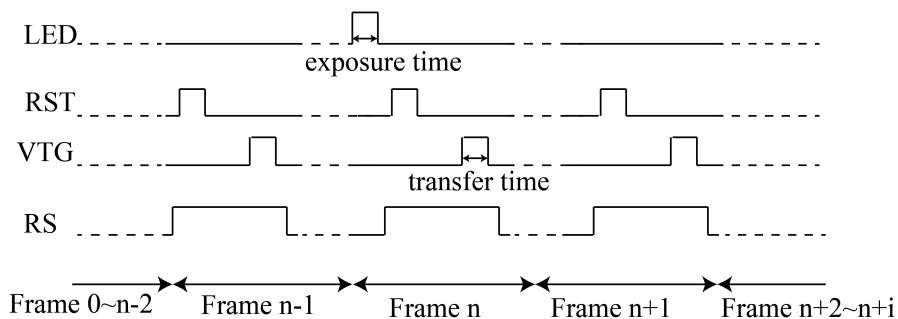 LED
exposure time
RST
VTG
transfer time
RS
Frame 0~n-2
Frame n-1
Frame n
Frame n+1
Frame n+2~n+i